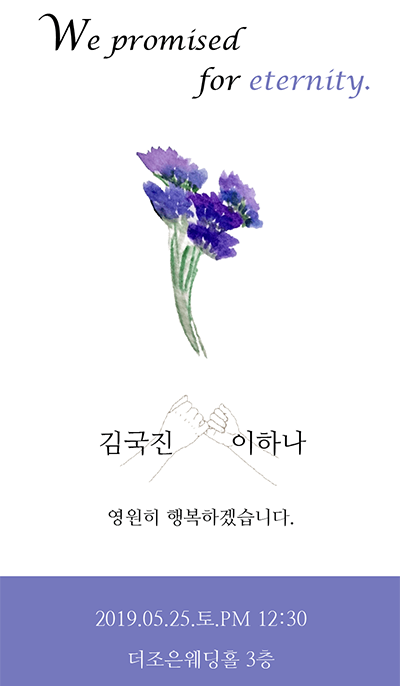 We promised
for eternity.
김국진 이하나
영원히 행복하겠습니다.
2019.05.25.토.PM 12:30
더조은웨딩홀 3층